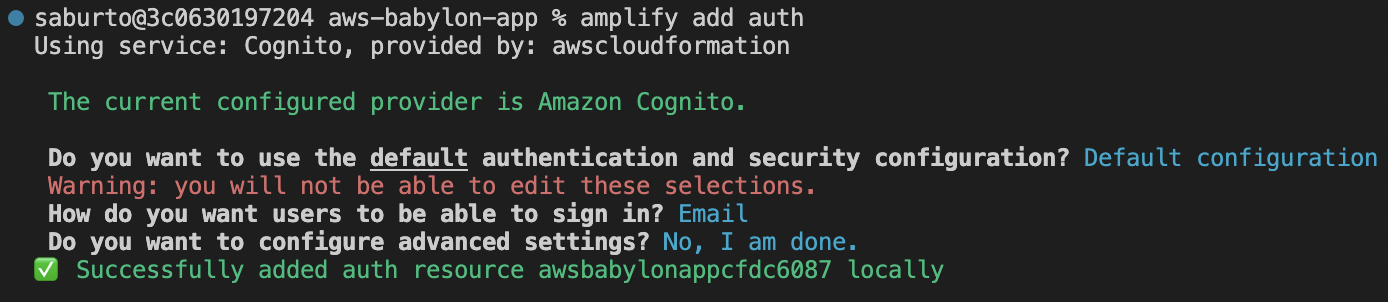 saburto@3c0630197204 aws-babylon-app % amplify add auth
Using service: Cognito, provided by: awscloudformation
The current configured provider is Amazon Cognito.
Do you want to use the default authentication and security configuration? Default configuration
Warning: you will not be able to edit these selections.
How do you want users to be able to sign in? Email
Do you want to configure advanced settings? No, I am done.
✅ Successfully added auth resource awsbabylonappcfdc6087 locally